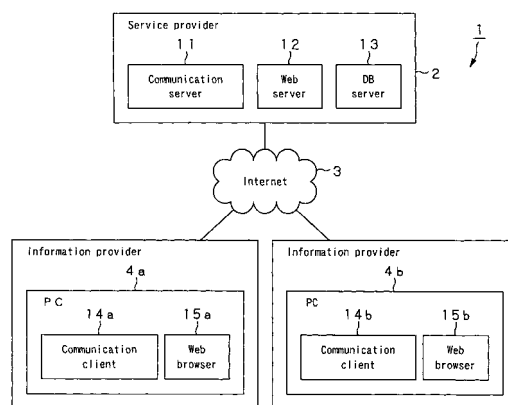 Service provider
1
11 12 13
Communication server
Web server
DB server
2
Internet
3
information provider
4a
PC
14a 15a
Communication client
Web browser
Information provider
4b
PC
14b 15b
Communication client
Web browser